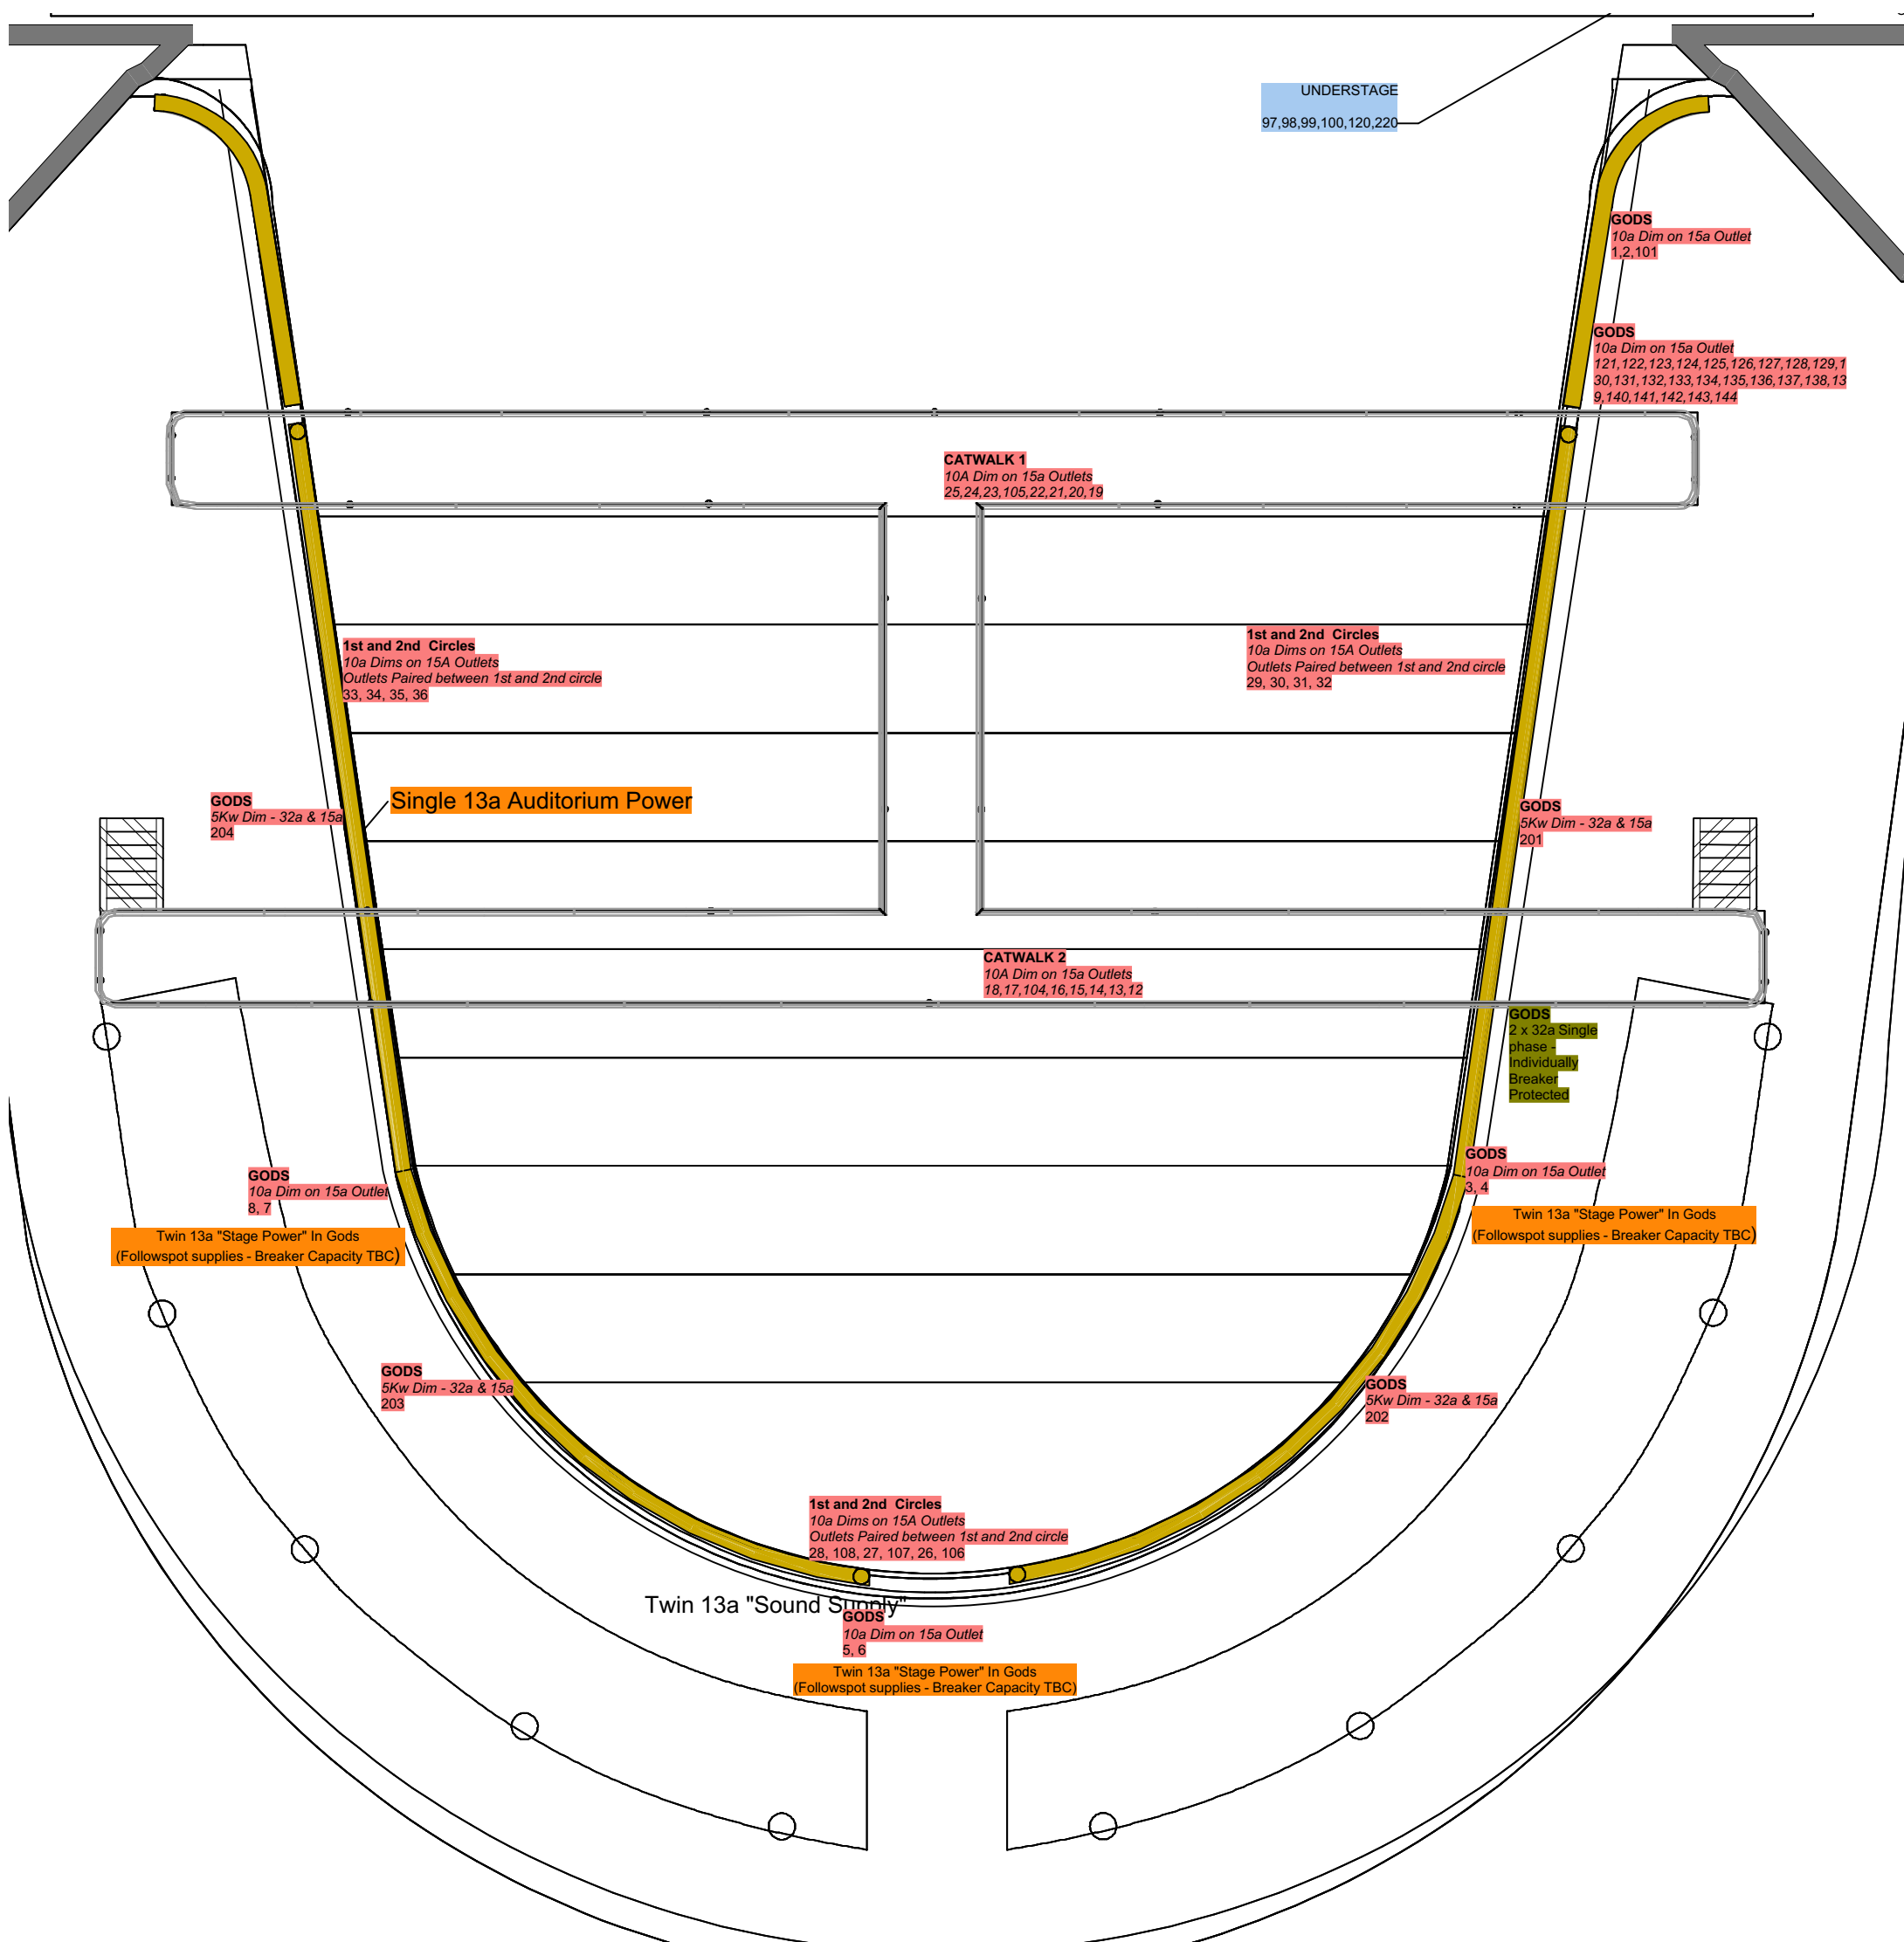 UNDERSTAGE
97,98,99,100,120,220
GODS
10a Dim on 15a Outlet
1,2,101
GODS
10a Dim on 15a Outlet
121,122,123,124,125,126,127,128,129,1
30,131,132,133,134,135,136,137,138,13
9,140,141,142,143,144
CATWALK 1
10A Dim on 15a Outlets
25,24,23,105,22,21,20,19
1st and 2nd  Circles
10a Dims on 15A Outlets
Outlets Paired between 1st and 2nd circle
33, 34, 35, 36
1st and 2nd  Circles
10a Dims on 15A Outlets
Outlets Paired between 1st and 2nd circle
29, 30, 31, 32
Single 13a Auditorium Power
GODS
5Kw Dim - 32a & 15a
204
GODS
5Kw Dim - 32a & 15a
201
CATWALK 2
10A Dim on 15a Outlets
18,17,104,16,15,14,13,12
GODS
2 x 32a Single
phase -
Individually
Breaker
Protected
GODS
10a Dim on 15a Outlet
8, 7
Twin 13a "Stage Power" In Gods
(Followspot supplies - Breaker Capacity TBC)
GODS
10a Dim on 15a Outlet
3, 4
Twin 13a "Stage Power" In Gods
(Followspot supplies - Breaker Capacity TBC)
GODS
5Kw Dim - 32a & 15a
203
GODS
5Kw Dim - 32a & 15a
202
1st and 2nd  Circles
10a Dims on 15A Outlets
Outlets Paired between 1st and 2nd circle
28, 108, 27, 107, 26, 106
Twin 13a "Sound Supply"
GODS
10a Dim on 15a Outlet
5, 6
Twin 13a "Stage Power" In Gods
(Followspot supplies - Breaker Capacity TBC)